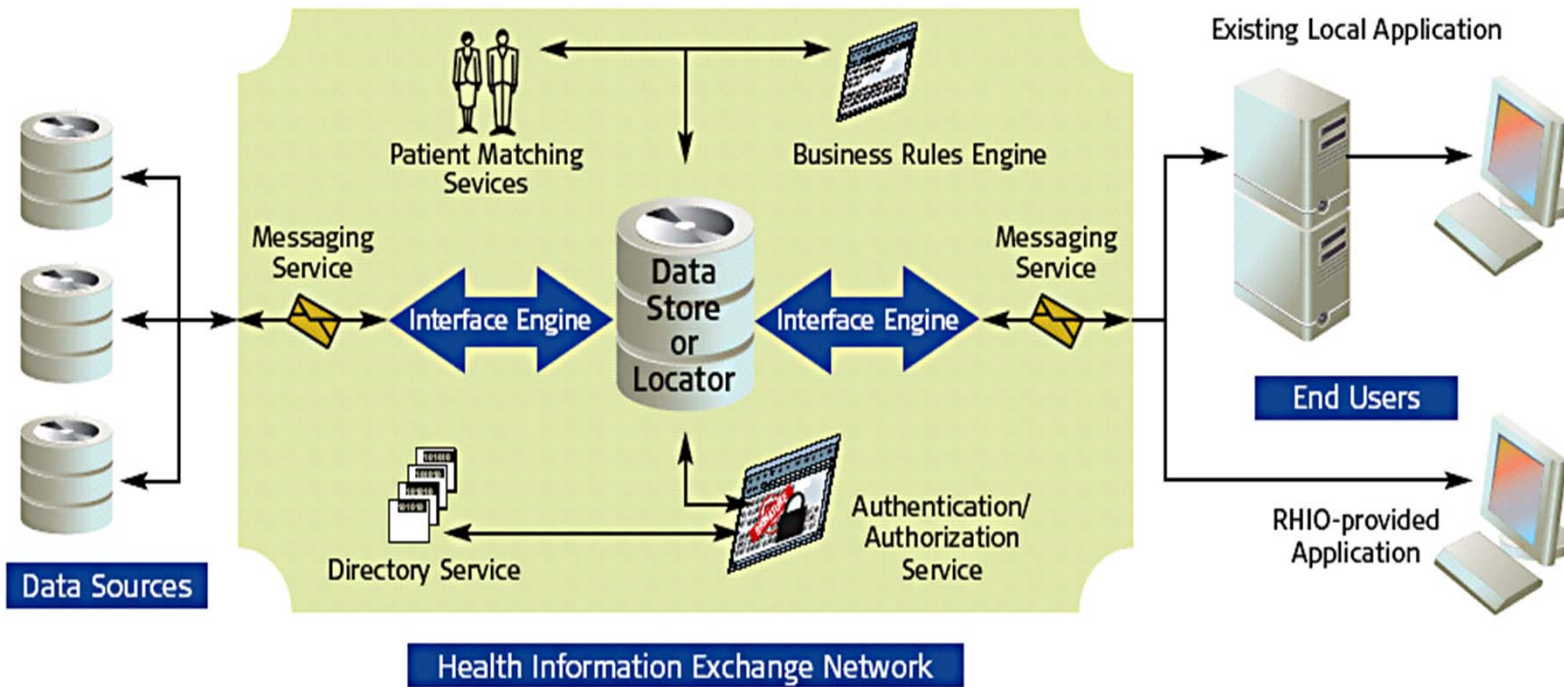 Existing Local Application
Patient Matching
Sevices
Business Rules Engine
Messaging
Service
Interface Engine
Data
Store
or
Locator
Interface Engine
Messaging
Service
End Users
Directory Service
Authentication/
Authorization
Service
RHIO-provided
Application
Data Sources
Health Information Exchange Network